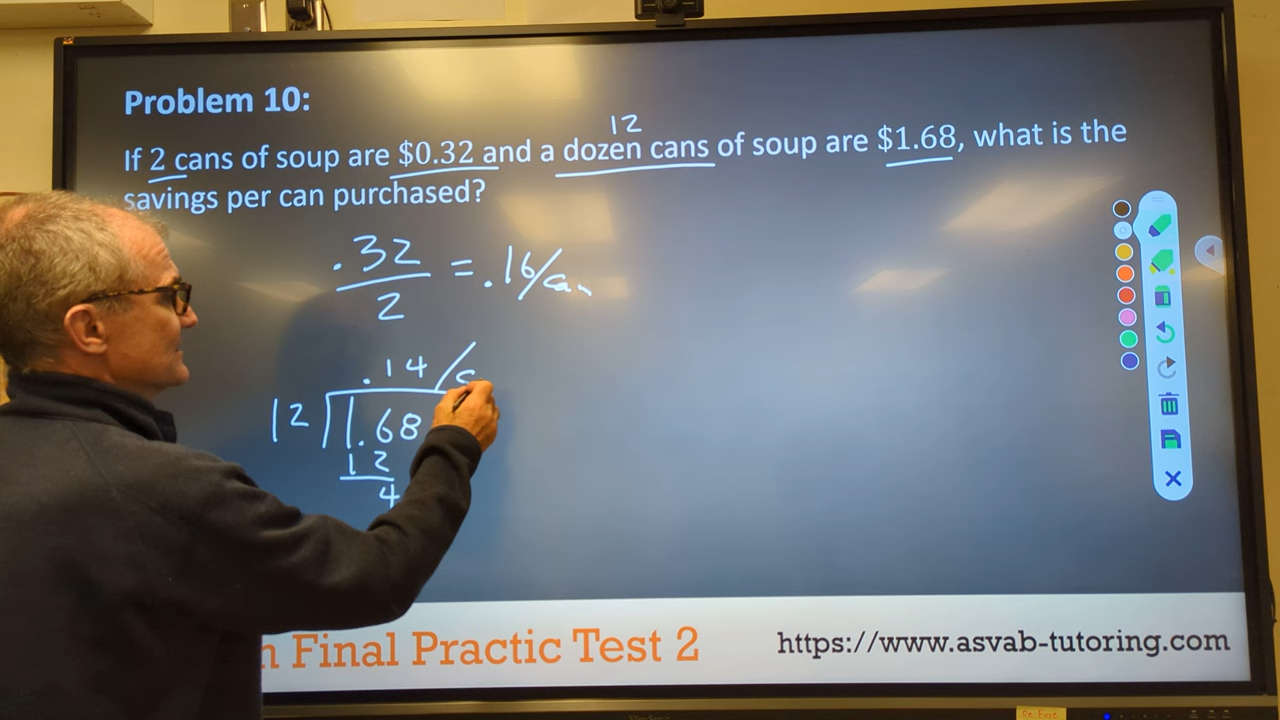 Problem 10:
12
If 2 cans of soup are $0.32 and a dozen cans of soup are $1.68, what is the
savings per can purchased?
.32
2
= .16/can
.14/c
12
1.68
12
4
Final Practic Test 2
https://www.asvab-tutoring.com